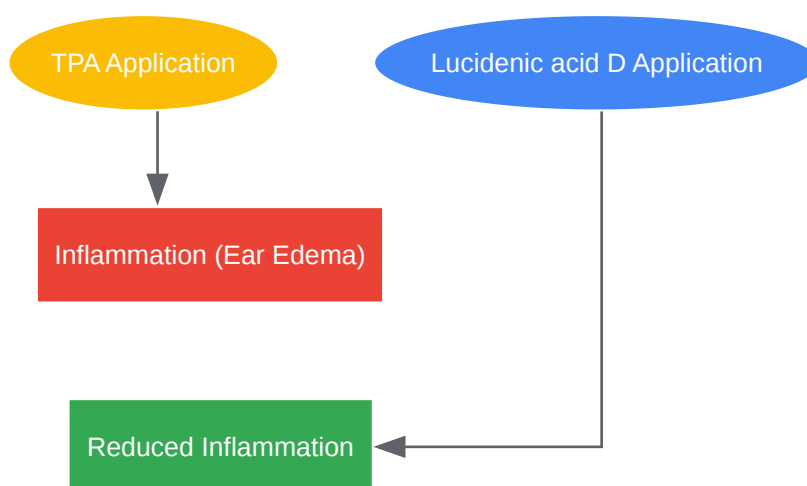 TPA Application
Lucidenic acid D Application
Inflammation (Ear Edema)
Reduced Inflammation